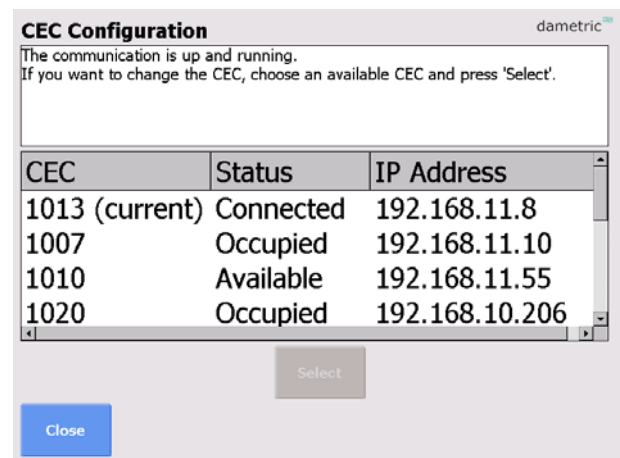 CEC Configuration
dametric
The communication is up and running.
If you want to change the CEC, choose an available CEC and press 'Select'.
CEC Status IP Address
1013 (current) Connected 192.168.11.8
1007 Occupied 192.168.11.10
1010 Available 192.168.11.55
1020 Occupied 192.168.10.206
Select
Close